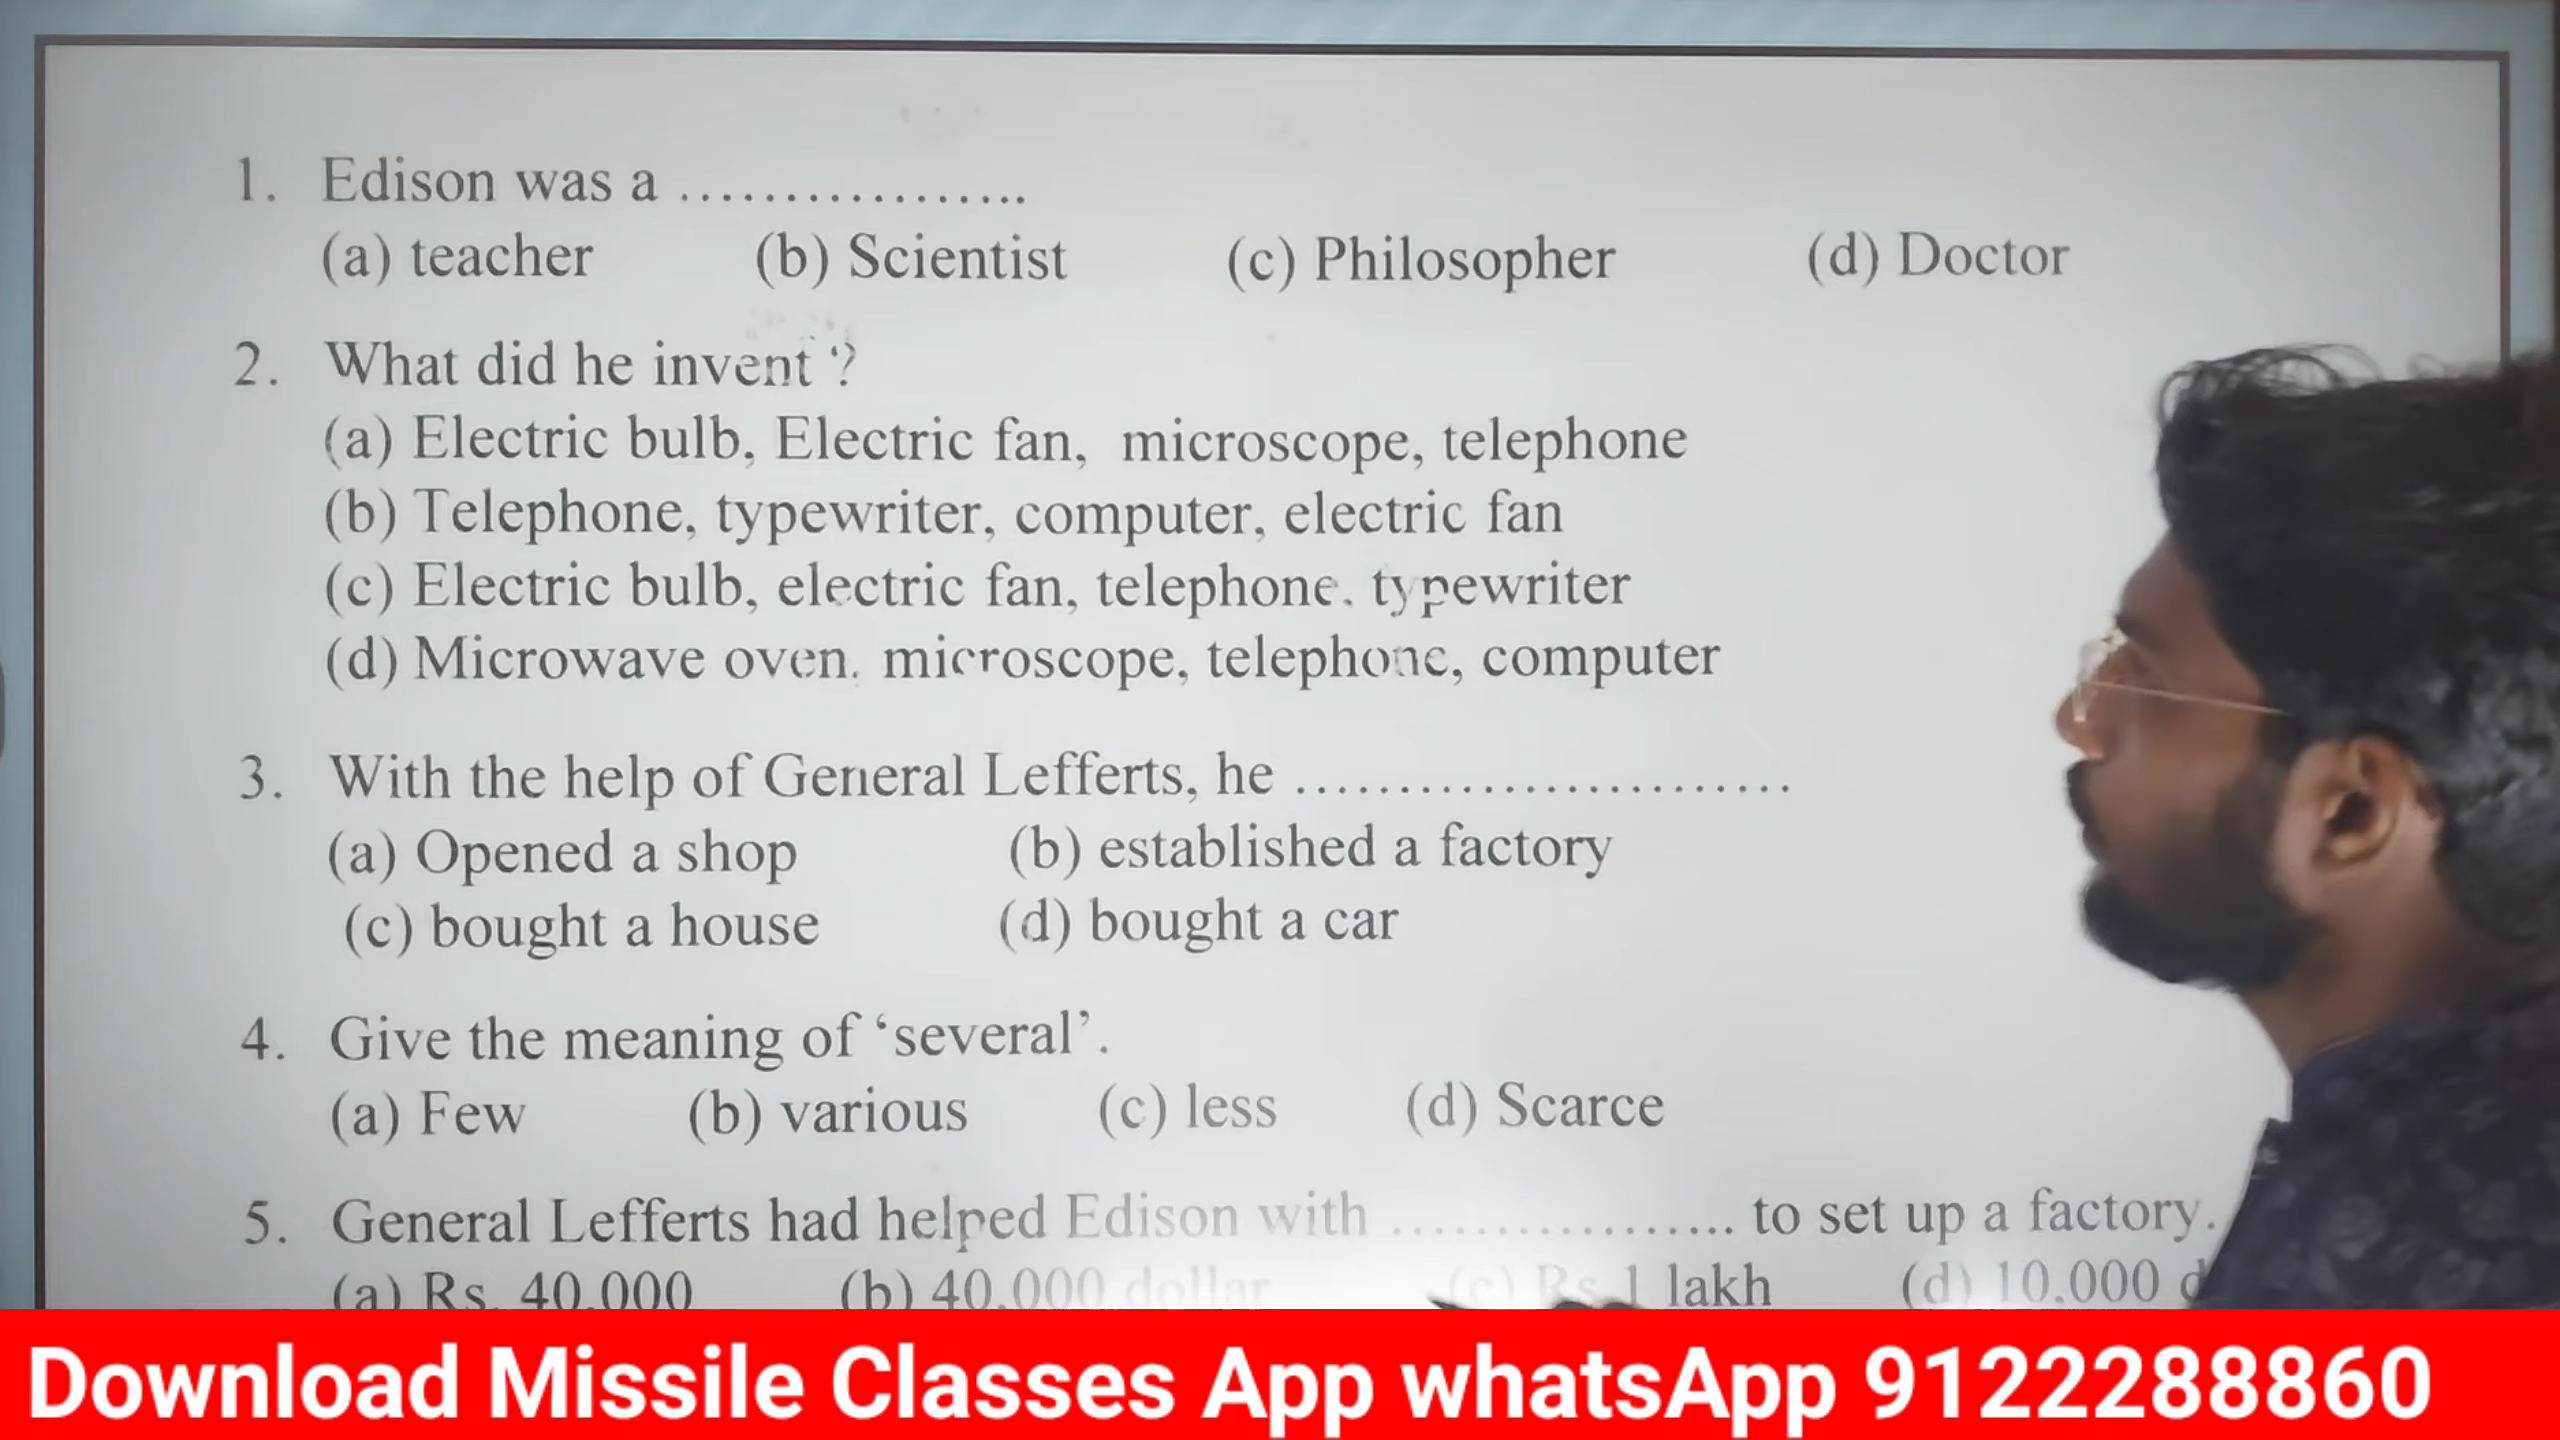 1. Edison was a ....................
(a) teacher (b) Scientist (c) Philosopher (d) Doctor
2. What did he invent ?
(a) Electric bulb, Electric fan, microscope, telephone
(b) Telephone, typewriter, computer, electric fan
(c) Electric bulb, electric fan, telephone, typewriter
(d) Microwave oven, microscope, telephone, computer
3. With the help of General Lefferts, he .............................
(a) Opened a shop (b) established a factory
(c) bought a house (d) bought a car
4. Give the meaning of ‘several’.
(a) Few (b) various (c) less (d) Scarce
5. General Lefferts had helped Edison with .................... to set up a factory.
(a) Rs. 40,000 (b) 40,000 dollar (c) Rs 1 lakh (d) 10,000 d
Download Missile Classes App whatsApp 9122288860